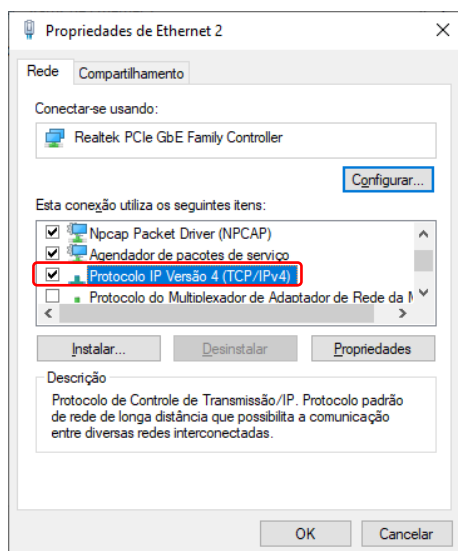 Propriedades de Ethernet 2
Rede
Compartilhamento
Conectar-se usando:
Realtek PCIe GbE Family Controller
Configurar...
Esta conexão utiliza os seguintes itens:
Npcap Packet Driver (NPCAP)
Agendador de pacotes de serviço
Protocolo IP Versão 4 (TCP/IPv4)
Protocolo do Multiplexador de Adaptador de Rede da
Instalar...
Desinstalar
Propriedades
Descrição
Protocolo de Controle de Transmissão/IP. Protocolo padrão
de rede de longa distância que possibilita a comunicação
entre diversas redes interconectadas.
OK
Cancelar